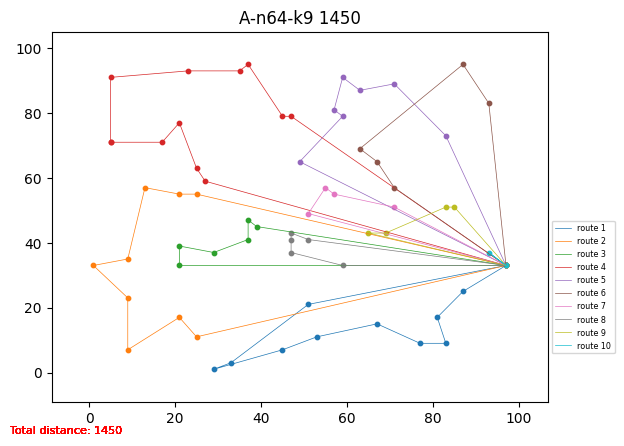 A-n64-k9 1450
100
80
60
40
20
0
0 20 40 60 80 100
route 1
route 2
route 3
route 4
route 5
route 6
route 7
route 8
route 9
route 10
Total distance: 1450